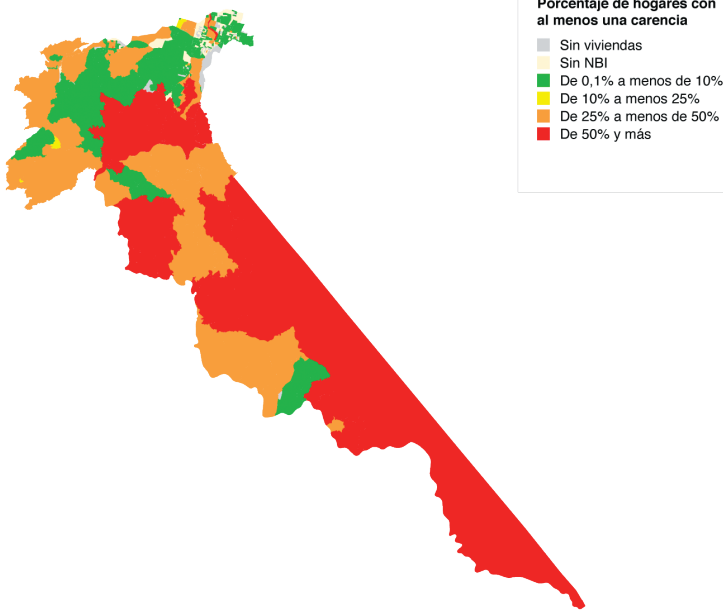 Porcentaje de hogares con
al menos una carencia
Sin viviendas
Sin NBI
De 0,1% a menos de 10%
De 10% a menos 25%
De 25% a menos de 50%
De 50% y más